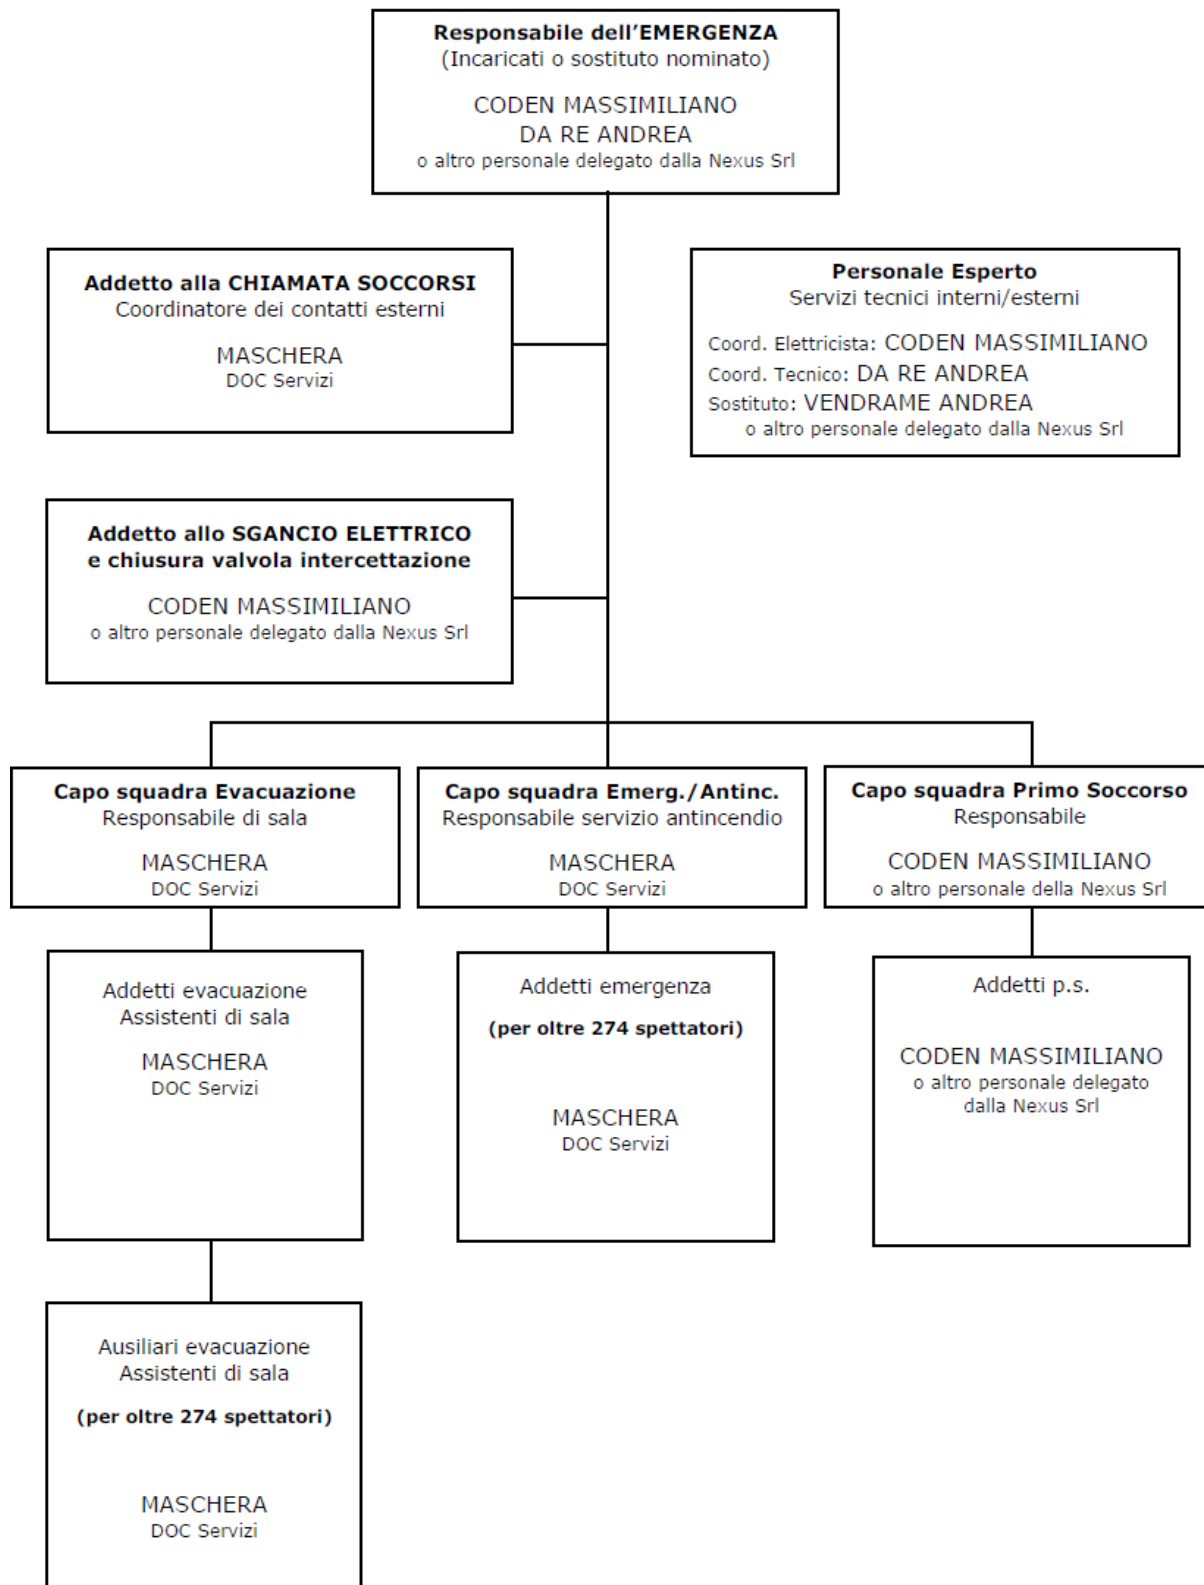 Responsabile dell’EMERGENZA
(Incaricati o sostituto nominato)
CODEN MASSIMILIANO
DA RE ANDREA
o altro personale delegato dalla Nexus Srl
Addetto alla CHIAMATA SOCCORSI
Coordinatore dei contatti esterni
MASCHERA
DOC Servizi
Personale Esperto
Servizi tecnici interni/esterni
Coord. Elettricista: CODEN MASSIMILIANO
Coord. Tecnico: DA RE ANDREA
Sostituto: VENDRAME ANDREA
o altro personale delegato dalla Nexus Srl
Addetto allo SGANCIO ELETTRICO
e chiusura valvola intercettazione
CODEN MASSIMILIANO
o altro personale delegato dalla Nexus Srl
Capo squadra Evacuazione
Responsabile di sala
MASCHERA
DOC Servizi
Capo squadra Emerg./Antinc.
Responsabile servizio antincendio
MASCHERA
DOC Servizi
Capo squadra Primo Soccorso
Responsabile
CODEN MASSIMILIANO
o altro personale della Nexus Srl
Addetti evacuazione
Assistenti di sala
MASCHERA
DOC Servizi
Addetti emergenza
(per oltre 274 spettatori)
MASCHERA
DOC Servizi
Addetti p.s.
CODEN MASSIMILIANO
o altro personale delegato
dalla Nexus Srl
Ausiliari evacuazione
Assistenti di sala
(per oltre 274 spettatori)
MASCHERA
DOC Servizi